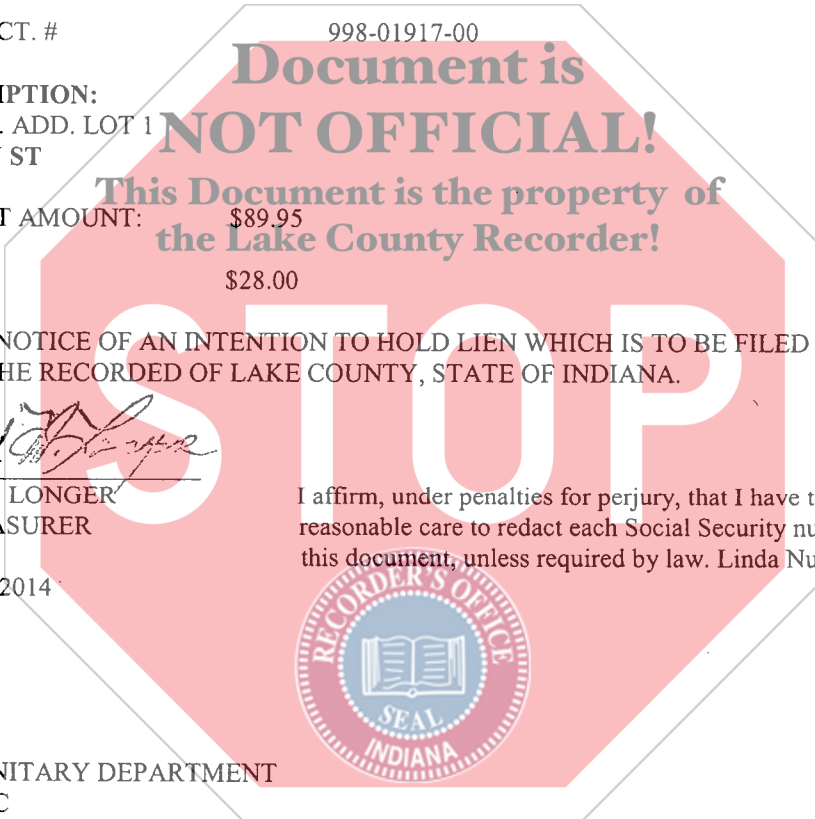 CT. # 998-01917-00
Document is
IPTION:
. ADD. LOT 1
NOT OFFICIAL!
ST
This Document is the property of
T AMOUNT: $89.95
the Lake County Recorder!
$28.00
STOP
NOTICE OF AN INTENTION TO HOLD LIEN WHICH IS TO BE FILED
HE RECORDED OF LAKE COUNTY, STATE OF INDIANA.
LONGER
ASURER
I affirm, under penalties for perjury, that I have t
reasonable care to redact each Social Security nu
this document, unless required by law. Linda Nu
2014
RECORDER'S OFFICE
SEAL
INDIANA
NITARY DEPARTMENT
C